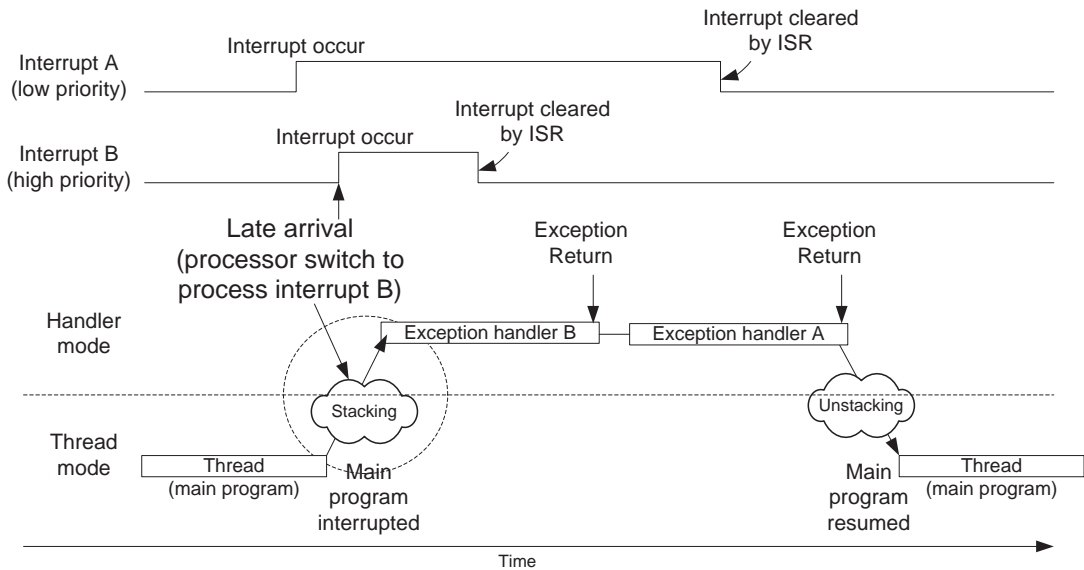 Interrupt cleared
by ISR
Interrupt occur
Interrupt A
(low priority)
Interrupt cleared
by ISR
Interrupt occur
Interrupt B
(high priority)
Late arrival
(processor switch to
process interrupt B)
Exception
Return
Exception
Return
Handler
mode
Exception handler B
Exception handler A
Stacking
Unstacking
Thread
mode
Thread
(main program)
Main
program
interrupted
Main
program
resumed
Thread
(main program)
Time